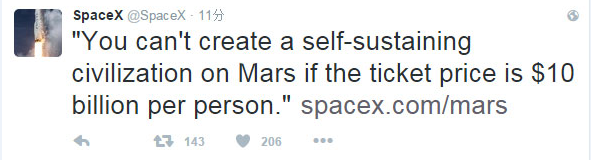 SpaceX @SpaceX · 11分
"You can't create a self-sustaining
civilization on Mars if the ticket price is $10
billion per person." spacex.com/mars
143 206